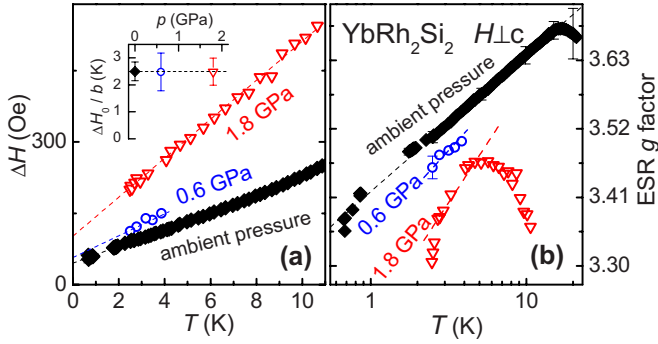 p (GPa)
0 1 2
ΔH₀ / b (K)
3
2
1
0
ΔH (Oe)
300
0
1.8 GPa
0.6 GPa
ambient pressure
(a)
0 2 4 6 8 10
T (K)
YbRh₂Si₂ H⊥c
ambient pressure
0.6 GPa
1.8 GPa
(b)
1 10
T (K)
3.63
3.52
3.41
3.30
ESR g factor